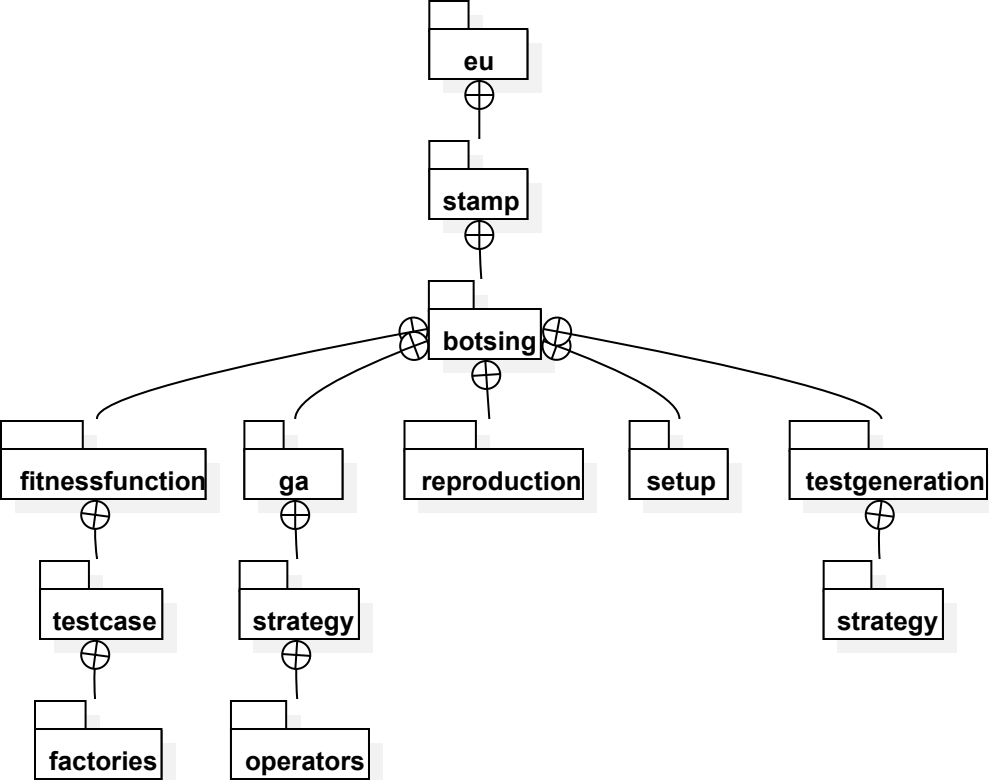 eu
stamp
botsing
fitnessfunction
ga
reproduction
setup
testgeneration
testcase
strategy
strategy
factories
operators